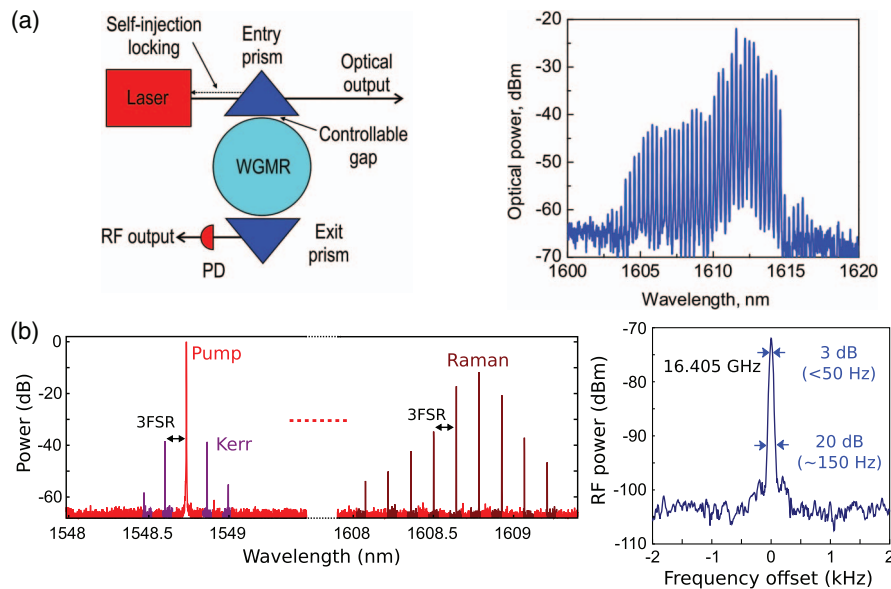 (a)
Self-injection
locking
Entry
prism
Optical
output
Laser
Controllable
gap
WGMR
RF output
PD
Exit
prism
Optical power, dBm
-20
-30
-40
-50
-60
-70
1600
1605
1610
1615
1620
Wavelength, nm
(b)
Power (dB)
0
-20
-40
-60
Pump
3FSR
Kerr
Raman
3FSR
1548
1548.5
1549
1608
1608.5
1609
Wavelength (nm)
RF power (dBm)
-70
-80
-90
-100
-110
16.405 GHz
3 dB
(<50 Hz)
20 dB
(~150 Hz)
-2
-1
0
1
2
Frequency offset (kHz)